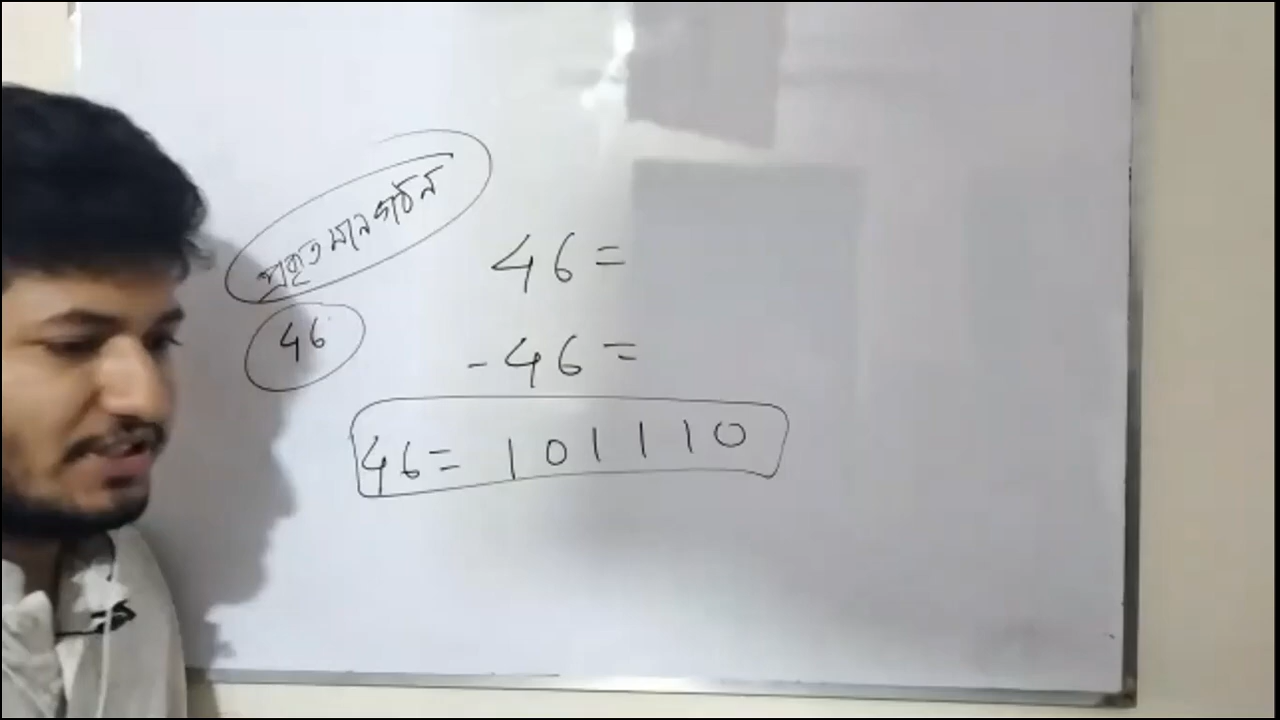 প্রকৃত মান গঠন
46
46 =
-46 =
46 = 101110